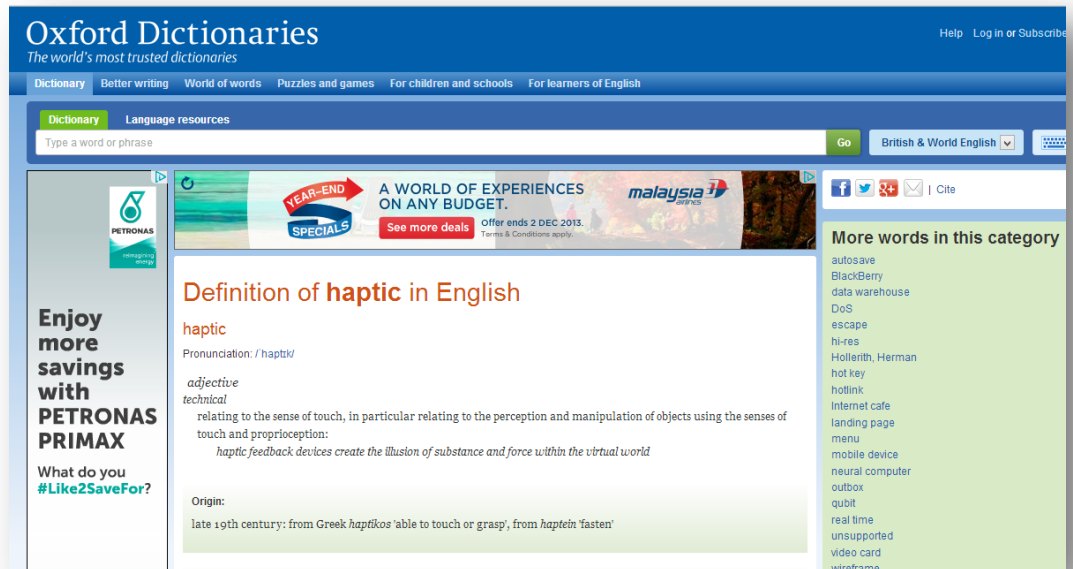 Oxford Dictionaries
The world's most trusted dictionaries
Help Log in or Subscribe
Dictionary Better writing World of words Puzzles and games For children and schools For learners of English
Dictionary Language resources
Type a word or phrase
Go
British & World English
PETRONAS
reimagining
energy
Enjoy
more
savings
with
PETRONAS
PRIMAX
What do you
#Like2SaveFor?
YEAR-END
SPECIALS
A WORLD OF EXPERIENCES
ON ANY BUDGET.
See more deals
Offer ends 2 DEC 2013.
Terms & Conditions apply.
malaysia
airlines
Definition of haptic in English
haptic
Pronunciation: /ˈhaptɪk/
adjective
technical
relating to the sense of touch, in particular relating to the perception and manipulation of objects using the senses of
touch and proprioception:
haptic feedback devices create the illusion of substance and force within the virtual world
Origin:
late 19th century: from Greek haptikos 'able to touch or grasp', from haptein 'fasten'
| Cite
More words in this category
autosave
BlackBerry
data warehouse
DoS
escape
hi-res
Hollerith, Herman
hot key
hotlink
Internet cafe
landing page
menu
mobile device
neural computer
outbox
qubit
real time
unsupported
video card
wireframe